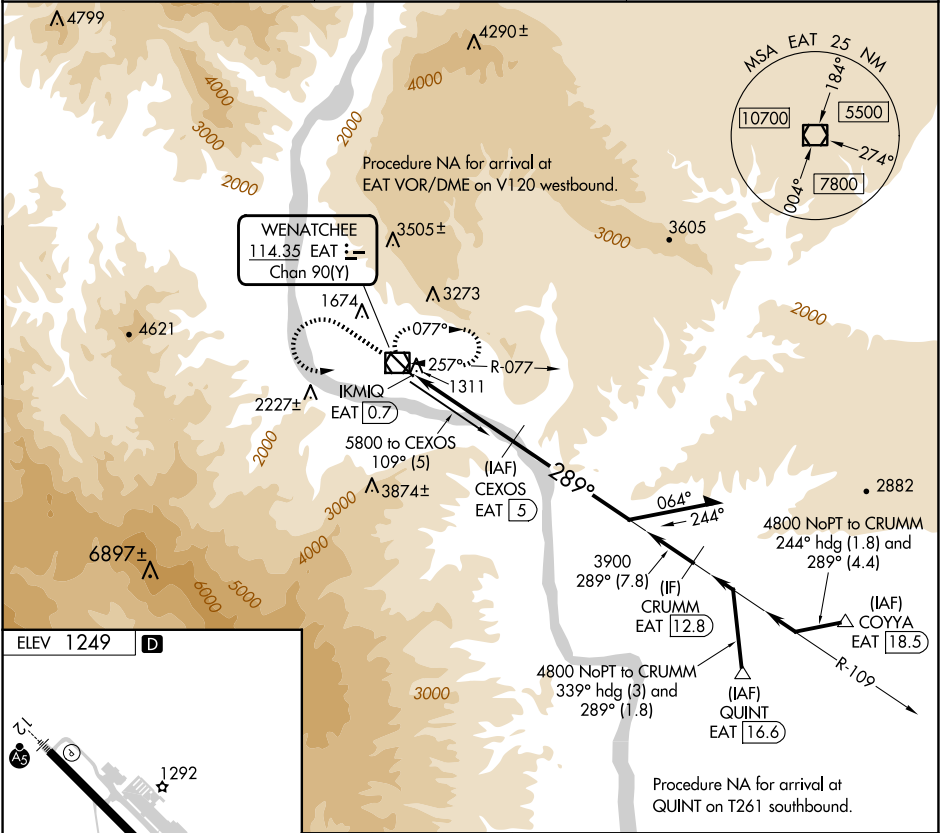 4799
4290±
4000
4000
3000
2000
2000
MSA EAT 25 NM
184°
10700
5500
274°
7800
004°
Procedure NA for arrival at
EAT VOR/DME on V120 westbound.
WENATCHEE
114.35 EAT
Chan 90(Y)
3505±
3605
3000
3273
1674
4621
2000
077°
257°
R-077
1311
IKMIQ
EAT 0.7
2227±
2000
5800 to CEXOS
109° (5)
(IAF)
CEXOS
EAT 5
289°
3874±
3000
4000
5000
6000
6897±
064°
244°
2882
4800 NoPT to CRUMM
244° hdg (1.8) and
289° (4.4)
3900
289° (7.8)
(IF)
CRUMM
EAT 12.8
(IAF)
COYYA
EAT 18.5
R-109
4800 NoPT to CRUMM
339° hdg (3) and
289° (1.8)
(IAF)
QUINT
EAT 16.6
3000
Procedure NA for arrival at
QUINT on T261 southbound.
ELEV 1249
D
12
A5
P
1292